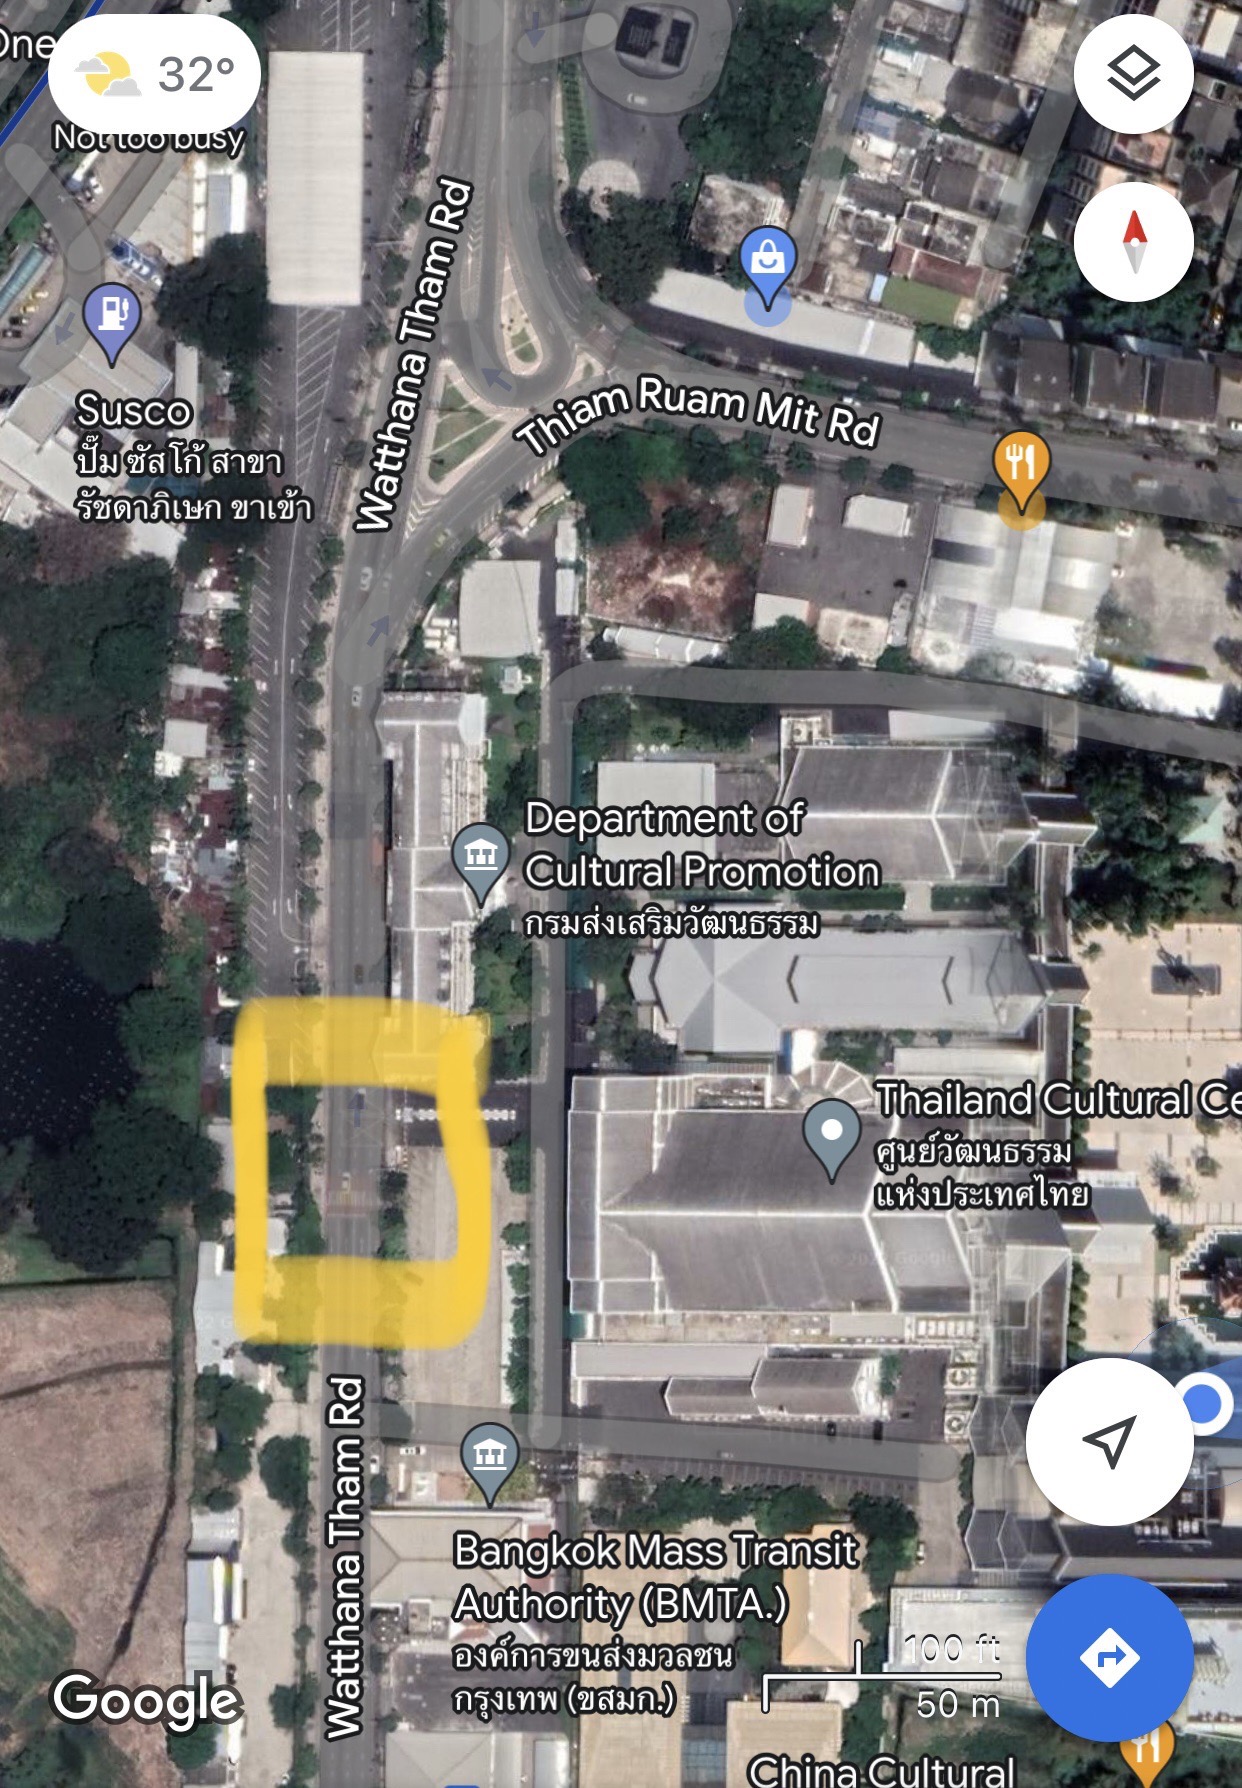 One
32°
Not too busy
Watthana Tham Rd
Susco
ปั๊ม ซัสโก้ สาขา
รัชดาภิเษก ขาเข้า
Thiam Ruam Mit Rd
Department of
Cultural Promotion
กรมส่งเสริมวัฒนธรรม
Thailand Cultural Ce
ศูนย์วัฒนธรรม
แห่งประเทศไทย
Watthana Tham Rd
Bangkok Mass Transit
Authority (BMTA.)
องค์การขนส่งมวลชน
กรุงเทพ (ขสมก.)
100 ft
50 m
Google
China Cultural